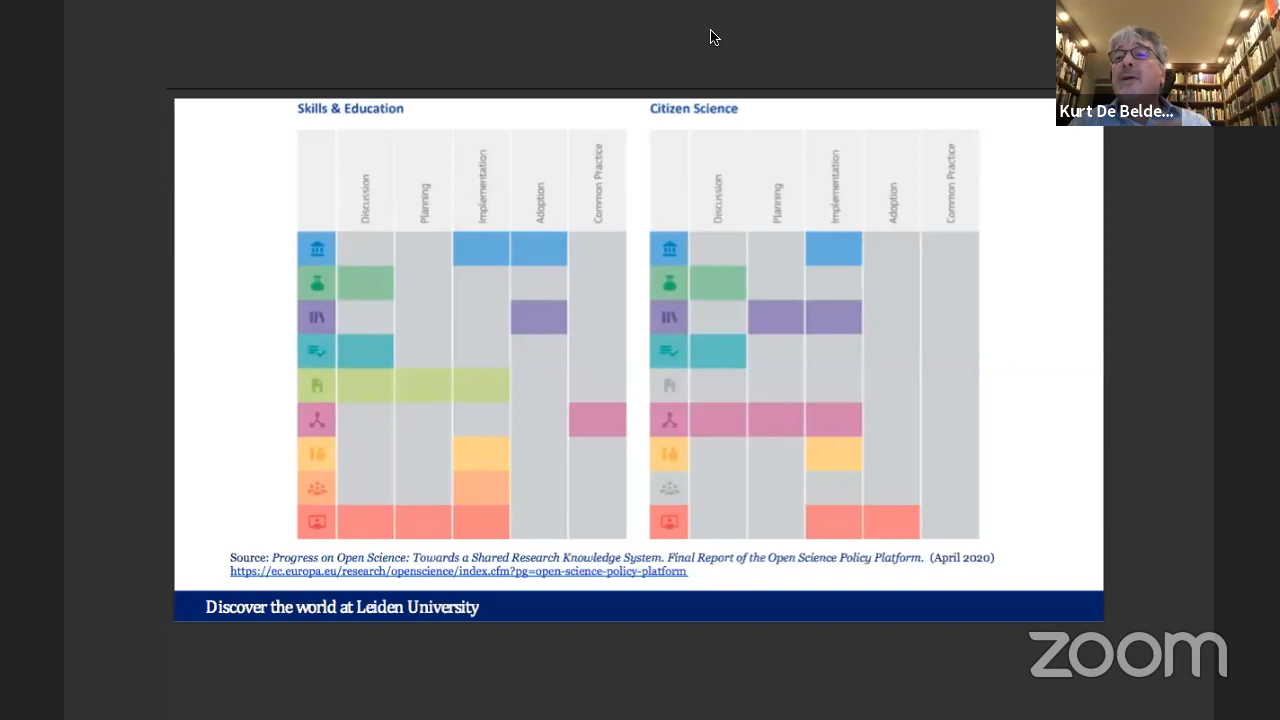 Skills & Education
Citizen Science
Discussion
Planning
Implementation
Adoption
Common Practice
Discussion
Planning
Implementation
Adoption
Common Practice
Kurt De Belde...
Source: Progress on Open Science: Towards a Shared Research Knowledge System. Final Report of the Open Science Policy Platform. (April 2020)
https://ec.europa.eu/research/openscience/index.cfm?pg=open-science-policy-platform
Discover the world at Leiden University
zoom